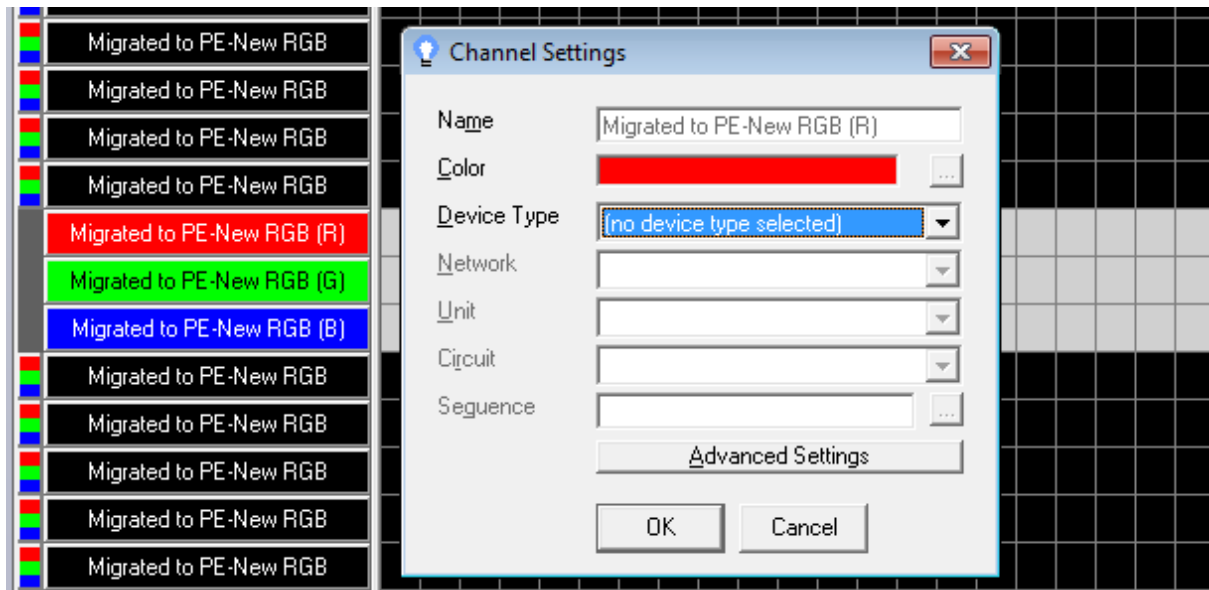 Migrated to PE-New RGB
Migrated to PE-New RGB
Migrated to PE-New RGB
Migrated to PE-New RGB
Migrated to PE-New RGB (R)
Migrated to PE-New RGB (G)
Migrated to PE-New RGB (B)
Migrated to PE-New RGB
Migrated to PE-New RGB
Migrated to PE-New RGB
Migrated to PE-New RGB
Migrated to PE-New RGB
Channel Settings
Name Migrated to PE-New RGB (R)
Color ...
Device Type (no device type selected)
Network
Unit
Circuit
Sequence ...
Advanced Settings
OK Cancel